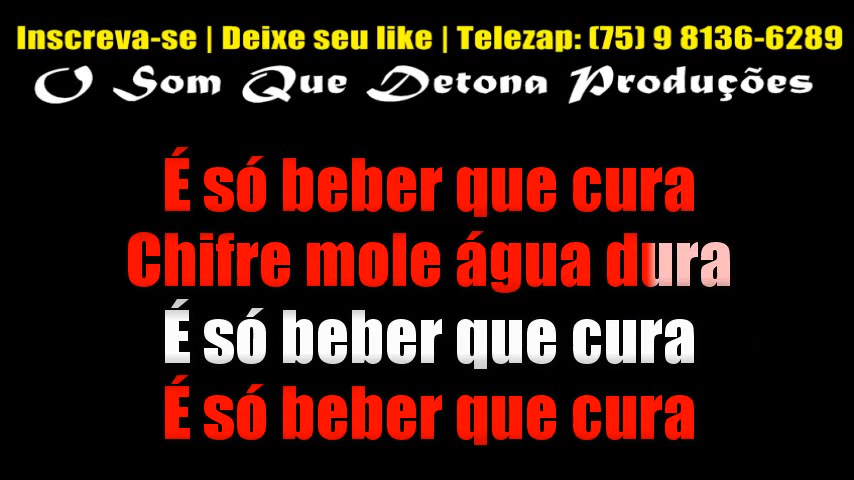 Inscreva-se | Deixe seu like | Telezap: (75) 9 8136-6289
O Som Que Detona Produções
É só beber que cura
Chifre mole água dura
É só beber que cura
É só beber que cura